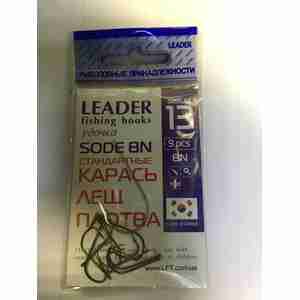 LEADER
РЫБОЛОВНЫЕ ПРИНАДЛЕЖНОСТИ
LEADER
fishing hooks
удочка
SODE BN
СТАНДАРТНЫЕ
КАРАСЬ
ЛЕЩ
ПЛОТВА
13
9 pcs
BN